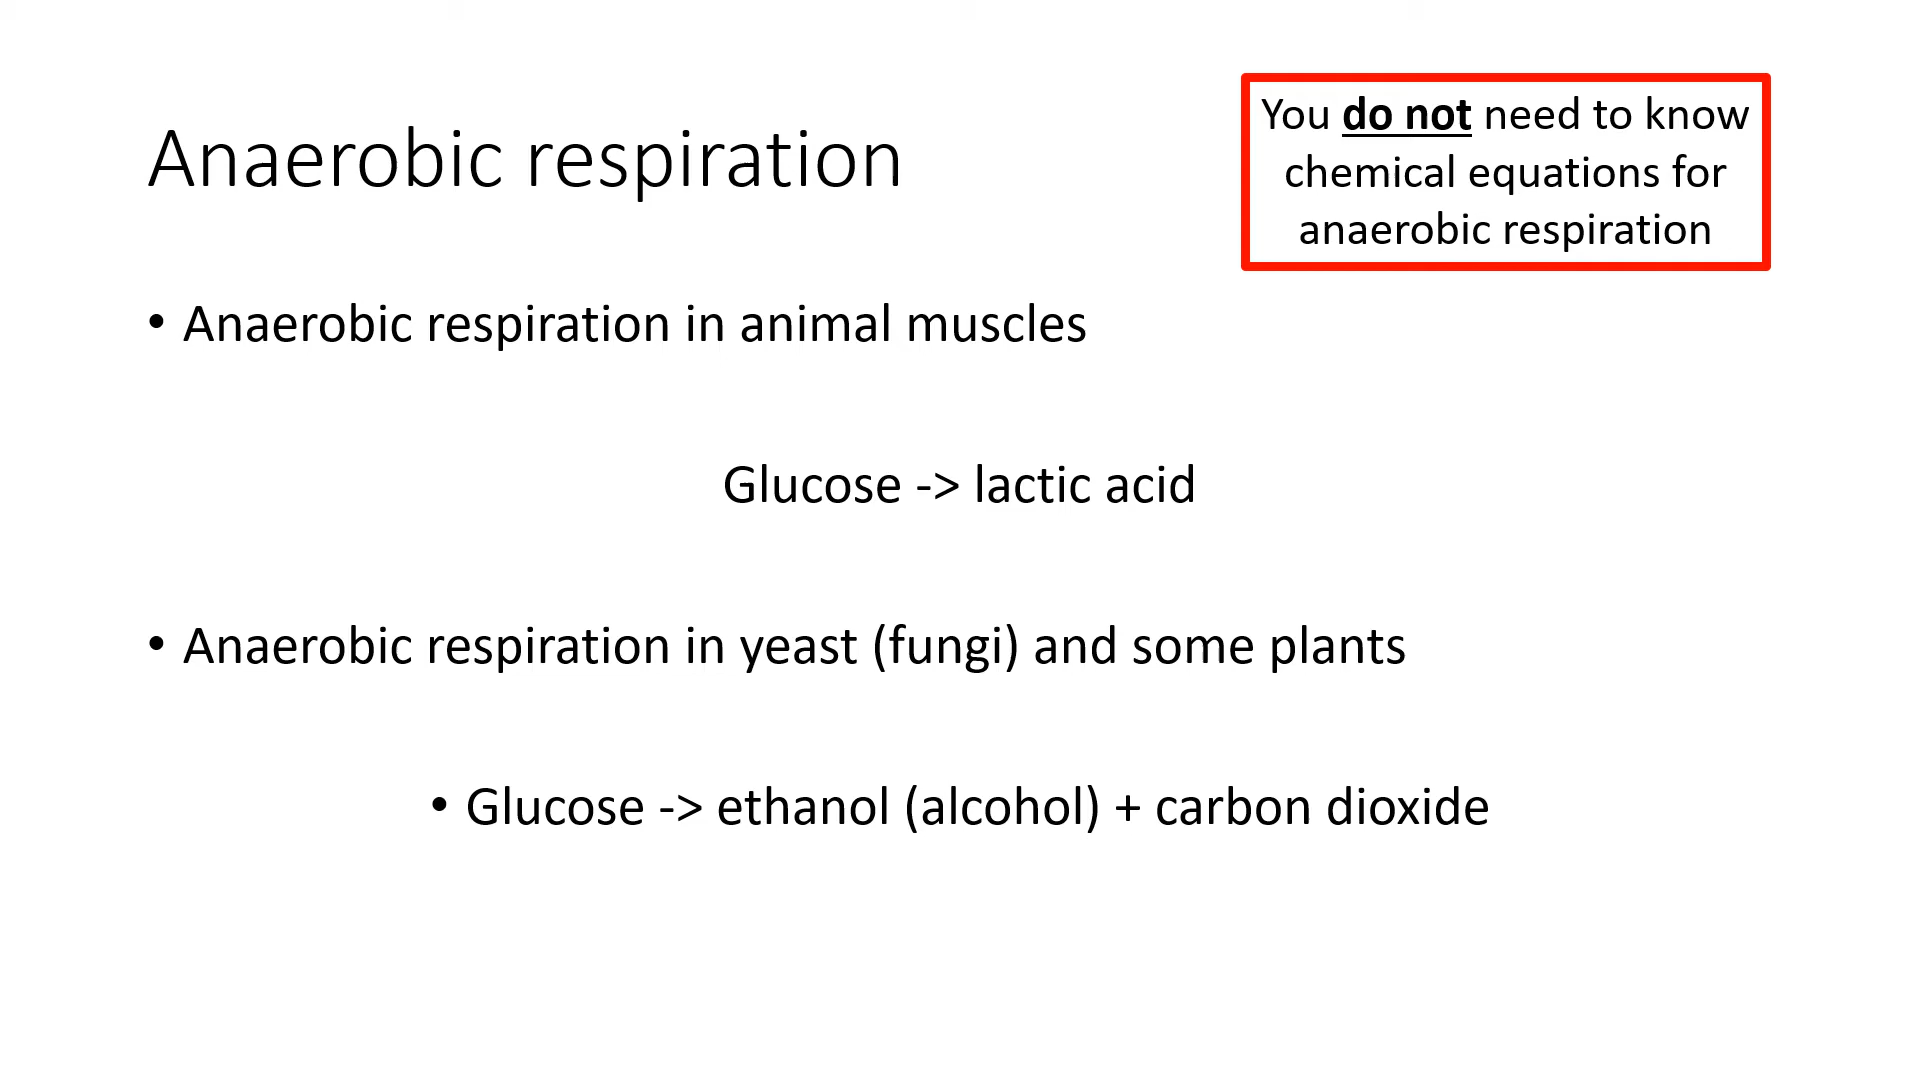 Anaerobic respiration
You do not need to know
chemical equations for
anaerobic respiration
• Anaerobic respiration in animal muscles
Glucose -> lactic acid
• Anaerobic respiration in yeast (fungi) and some plants
• Glucose -> ethanol (alcohol) + carbon dioxide